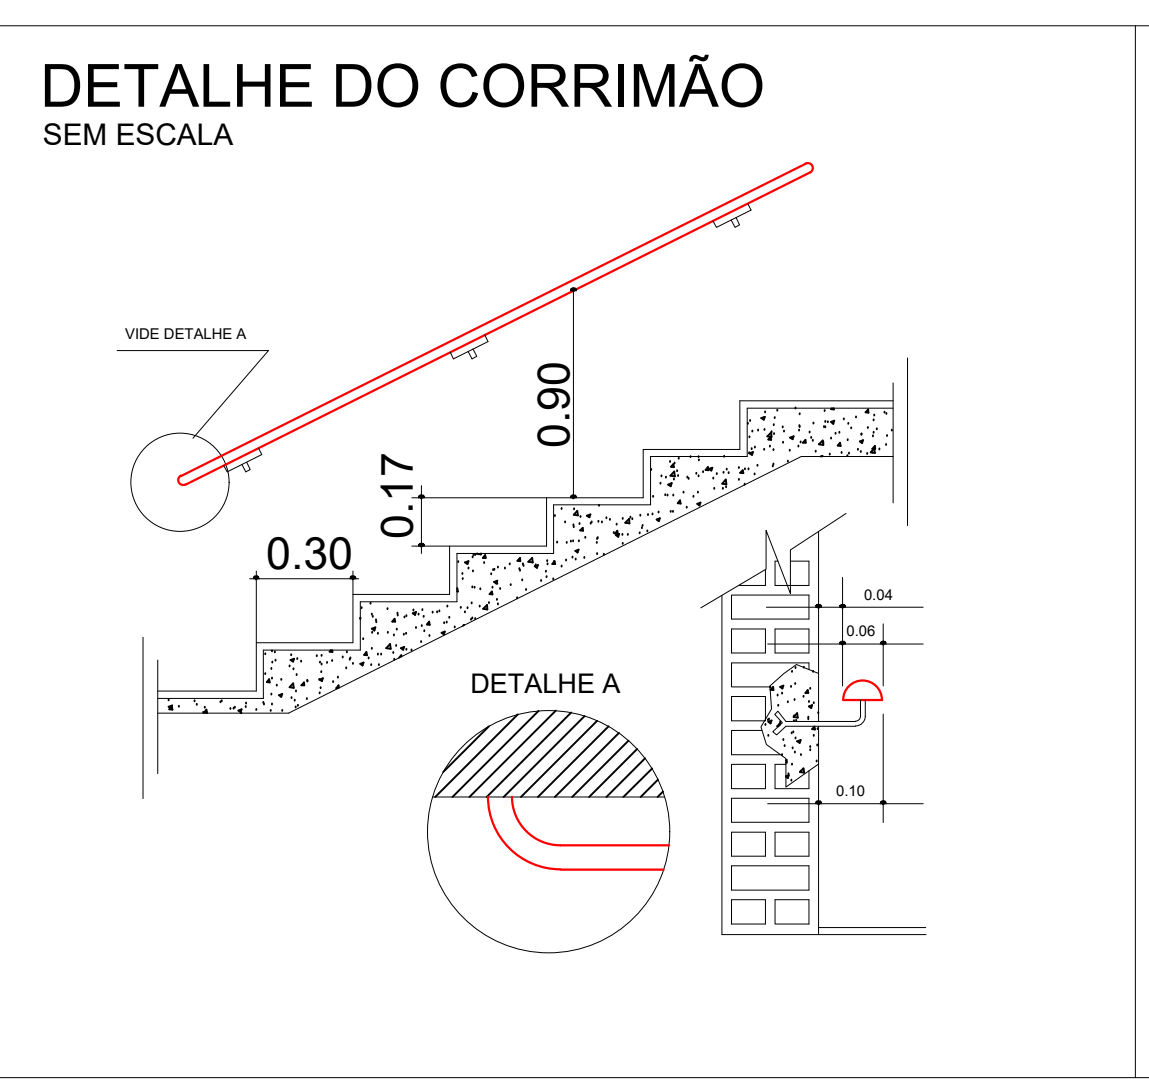 DETALHE DO CORRIMÃO
SEM ESCALA
VIDE DETALHE A
0.90
0.17
0.30
0.04
0.06
DETALHE A
0.10